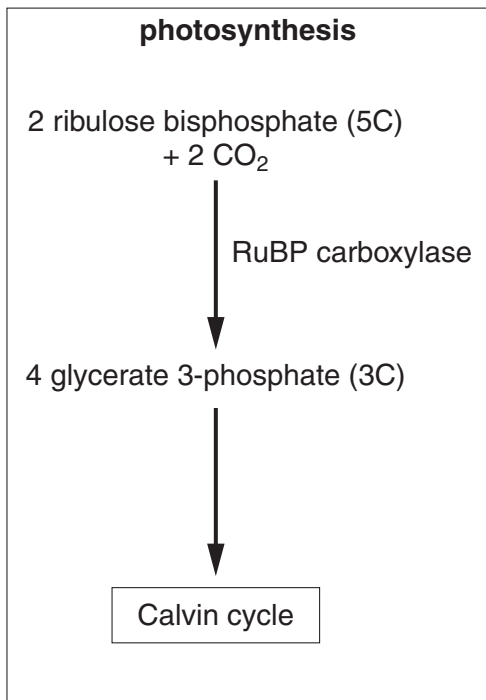 photosynthesis
2 ribulose bisphosphate (5C)
+ 2 CO₂
RuBP carboxylase
4 glycerate 3-phosphate (3C)
Calvin cycle